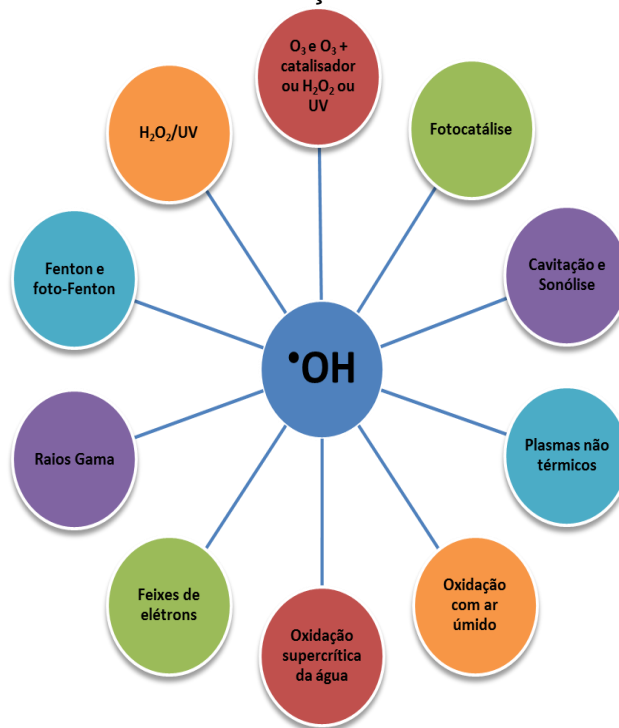 O₃ e O₃ +
catalisador
ou H₂O₂ ou
UV
Fotocatálise
Cavitação e
Sonólise
Plasmas não
térmicos
Oxidação
com ar
úmido
Oxidação
supercrítica
da água
Feixes de
elétrons
Raios Gama
Fenton e
foto-Fenton
H₂O₂/UV
•OH